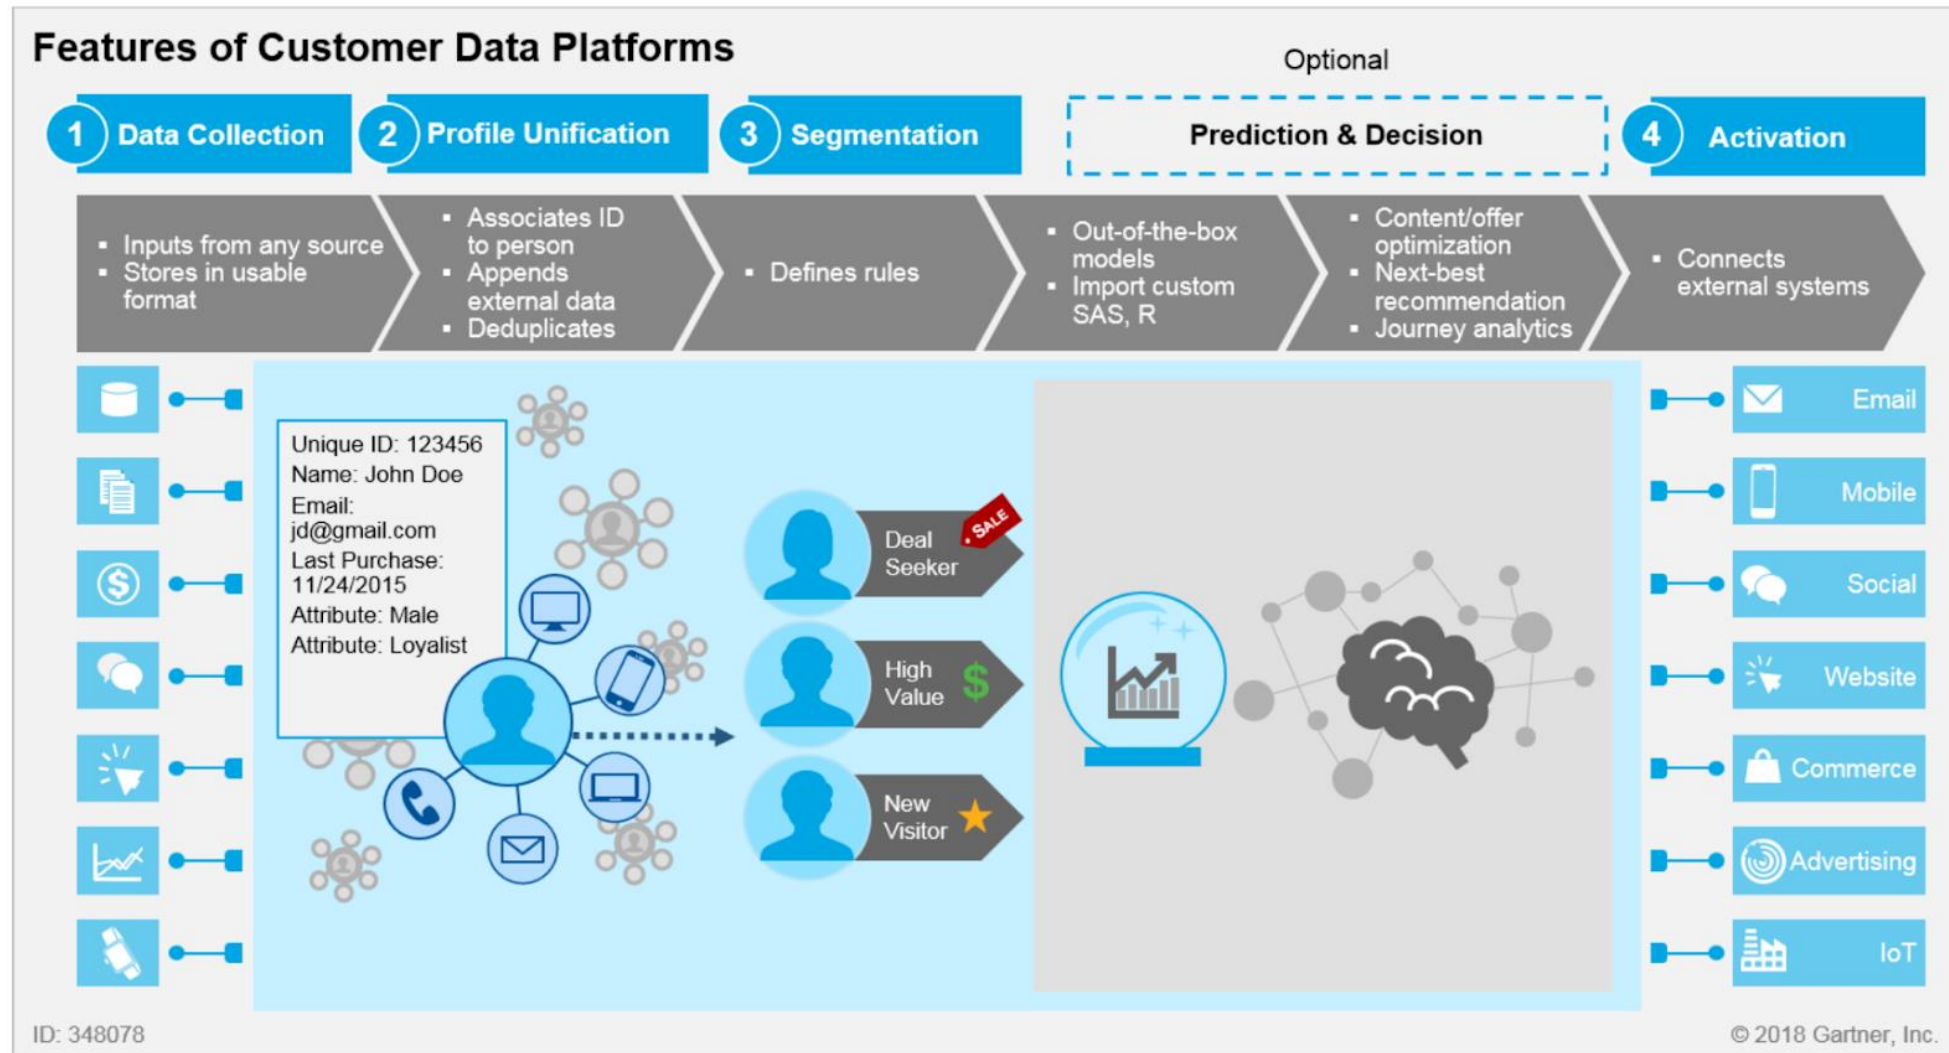 Features of Customer Data Platforms
Optional
1 Data Collection
2 Profile Unification
3 Segmentation
Prediction & Decision
4 Activation
▪ Inputs from any source
▪ Stores in usable
format
▪ Associates ID
to person
▪ Appends
external data
▪ Deduplicates
▪ Defines rules
▪ Out-of-the-box
models
▪ Import custom
SAS, R
▪ Content/offer
optimization
▪ Next-best
recommendation
▪ Journey analytics
▪ Connects
external systems
Unique ID: 123456
Name: John Doe
Email:
jd@gmail.com
Last Purchase:
11/24/2015
Attribute: Male
Attribute: Loyalist
Deal
Seeker
SALE
High
Value
$
New
Visitor
$
Email
Mobile
Social
Website
Commerce
Advertising
IoT
ID: 348078
© 2018 Gartner, Inc.